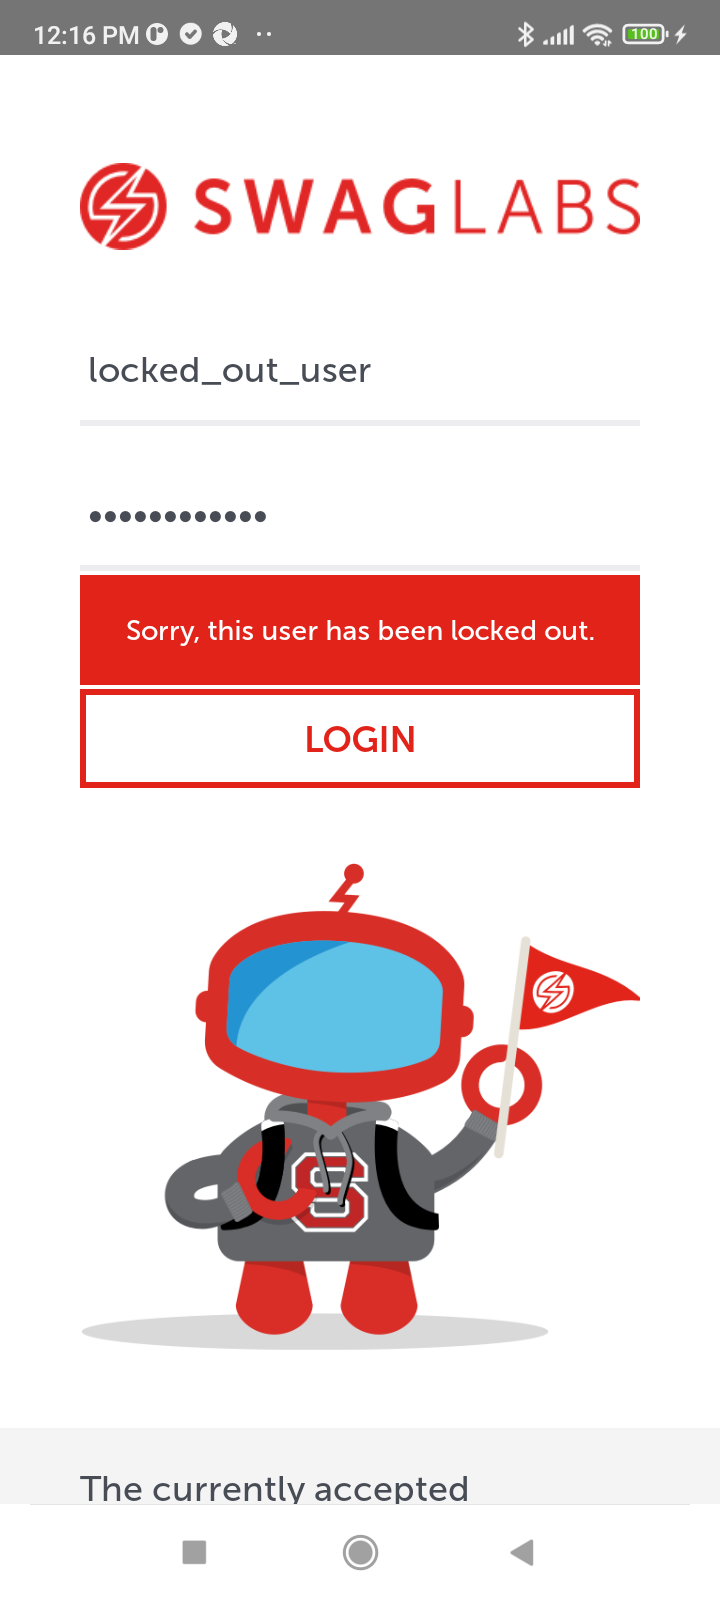 12:16 PM
100
SWAGLABS
locked_out_user
••••••••••••
Sorry, this user has been locked out.
LOGIN
S
The currently accepted